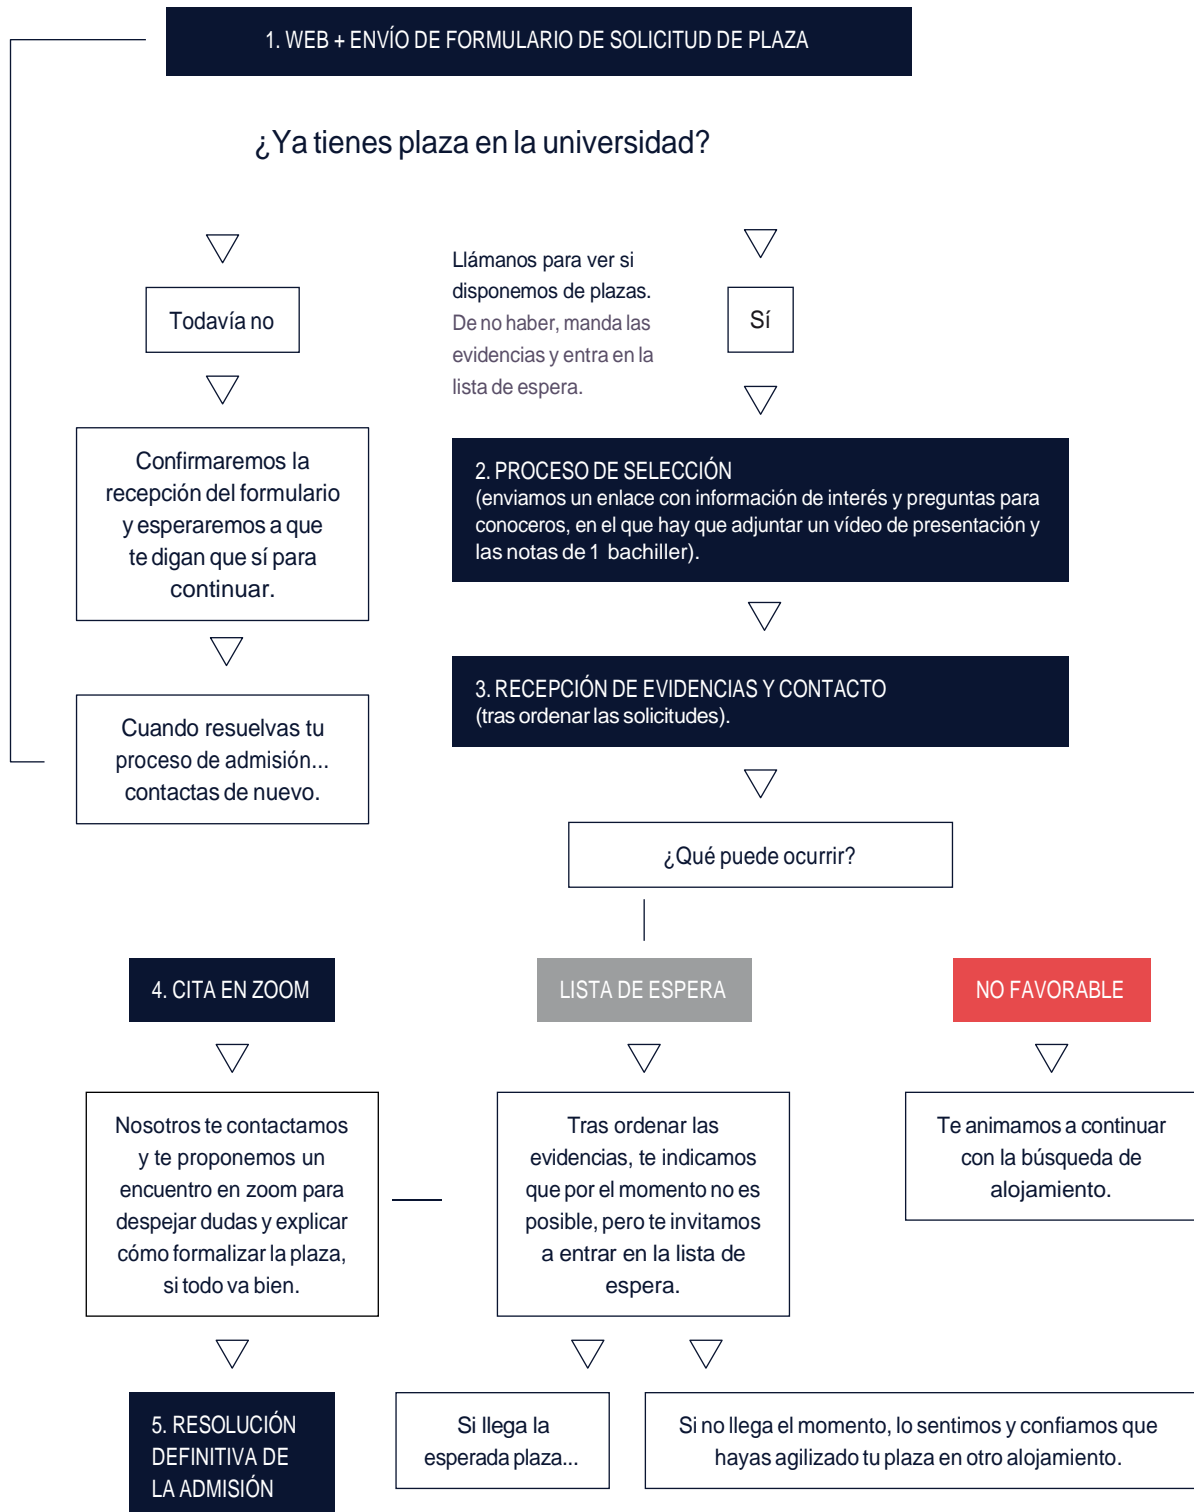 1. WEB + ENVÍO DE FORMULARIO DE SOLICITUD DE PLAZA
¿Ya tienes plaza en la universidad?
Todavía no
Llámanos para ver si
disponemos de plazas.
De no haber, manda las
evidencias y entra en la
lista de espera.
Sí
Confirmaremos la
recepción del formulario
y esperaremos a que
te digan que sí para
continuar.
2. PROCESO DE SELECCIÓN
(enviamos un enlace con información de interés y preguntas para
conoceros, en el que hay que adjuntar un vídeo de presentación y
las notas de 1 bachiller).
Cuando resuelvas tu
proceso de admisión...
contactas de nuevo.
3. RECEPCIÓN DE EVIDENCIAS Y CONTACTO
(tras ordenar las solicitudes).
¿Qué puede ocurrir?
4. CITA EN ZOOM
LISTA DE ESPERA
NO FAVORABLE
Nosotros te contactamos
y te proponemos un
encuentro en zoom para
despejar dudas y explicar
cómo formalizar la plaza,
si todo va bien.
Tras ordenar las
evidencias, te indicamos
que por el momento no es
posible, pero te invitamos
a entrar en la lista de
espera.
Te animamos a continuar
con la búsqueda de
alojamiento.
5. RESOLUCIÓN
DEFINITIVA DE
LA ADMISIÓN
Si llega la
esperada plaza...
Si no llega el momento, lo sentimos y confiamos que
hayas agilizado tu plaza en otro alojamiento.